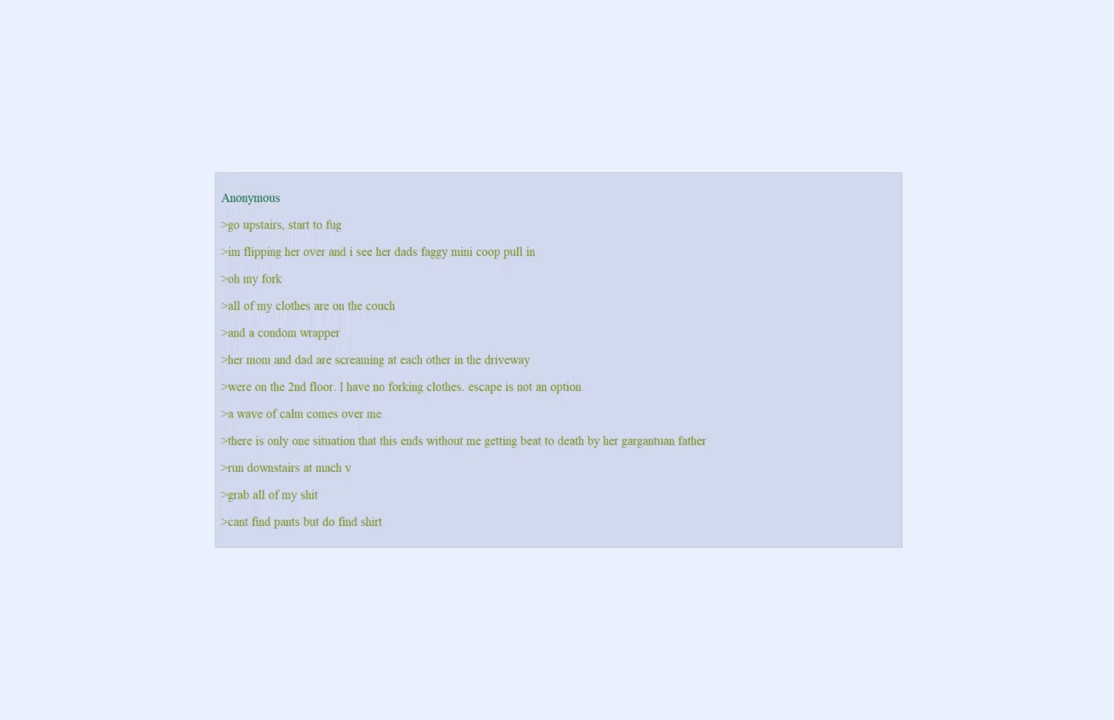 Anonymous
>go upstairs, start to fug
>im flipping her over and i see her dads faggy mini coop pull in
>oh my fork
>all of my clothes are on the couch
>and a condom wrapper
>her mom and dad are screaming at each other in the driveway
>were on the 2nd floor. I have no forking clothes. escape is not an option
>a wave of calm comes over me
>there is only one situation that this ends without me getting beat to death by her gargantuan father
>run downstairs at mach v
>grab all of my shit
>cant find pants but do find shirt